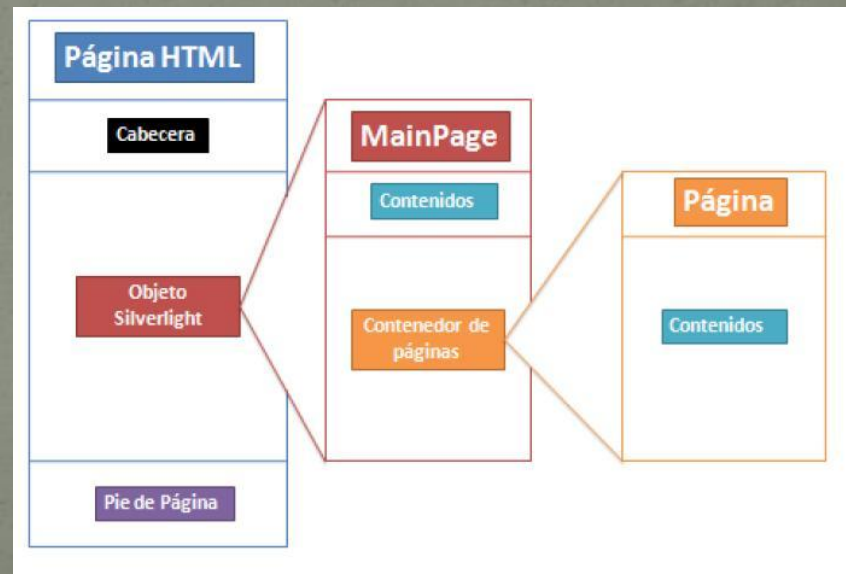 Página HTML
Cabecera
Objeto
Silverlight
Pie de Página
MainPage
Contenidos
Contenedor de
páginas
Página
Contenidos